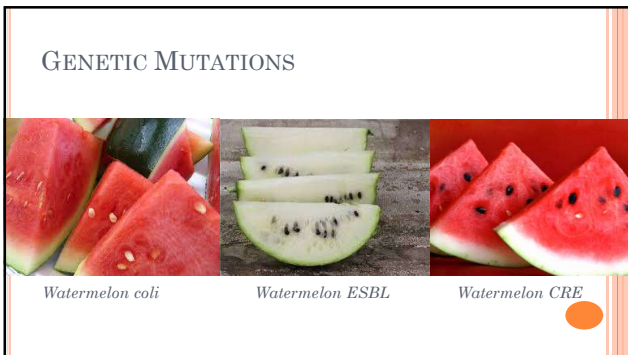 GENETIC MUTATIONS
Watermelon coli
Watermelon ESBL
Watermelon CRE